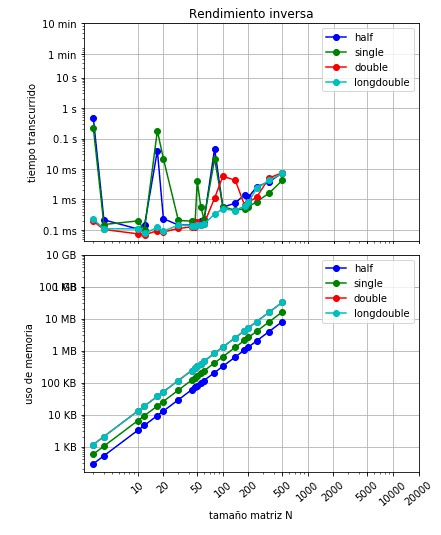 Rendimiento inversa
10 min
1 min
10 s
1 s
0.1 s
10 ms
1 ms
0.1 ms
tiempo transcurrido
half
single
double
longdouble
10 GB
100 MB
10 MB
1 MB
100 KB
10 KB
1 KB
uso de memoria
half
single
double
longdouble
10
20
50
100
200
500
1000
2000
5000
10000
20000
tamaño matriz N